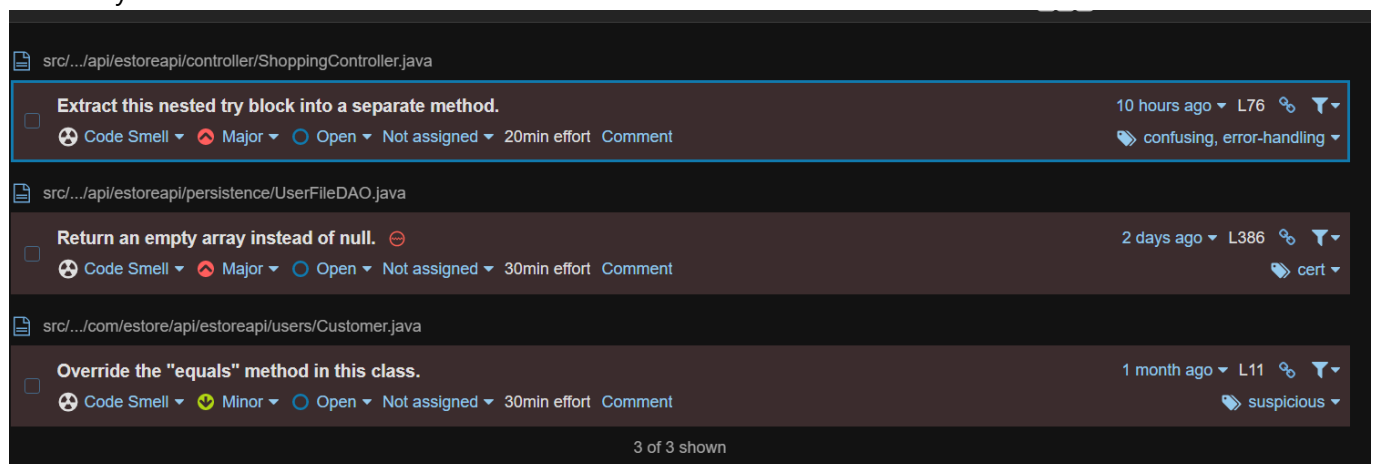 src/.../api/estoreapi/controller/ShoppingController.java
Extract this nested try block into a separate method.
10 hours ago L76
Code Smell Major Open Not assigned 20min effort Comment
confusing, error-handling
src/.../api/estoreapi/persistence/UserFileDAO.java
Return an empty array instead of null.
2 days ago L386
Code Smell Major Open Not assigned 30min effort Comment
cert
src/.../com/estore/api/estoreapi/users/Customer.java
Override the "equals" method in this class.
1 month ago L11
Code Smell Minor Open Not assigned 30min effort Comment
suspicious
3 of 3 shown